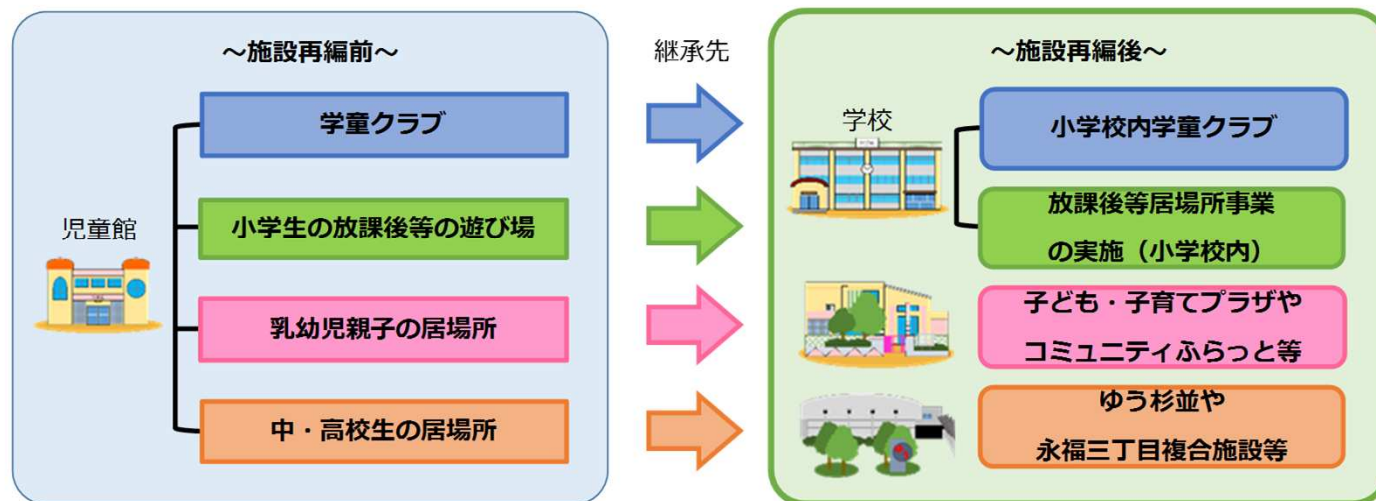 ～施設再編前～
児童館
学童クラブ
小学生の放課後等の遊び場
乳幼児親子の居場所
中・高校生の居場所
継承先
～施設再編後～
学校
小学校内学童クラブ
放課後等居場所事業
の実施（小学校内）
子ども・子育てプラザや
コミュニティふらっと等
ゆう杉並や
永福三丁目複合施設等